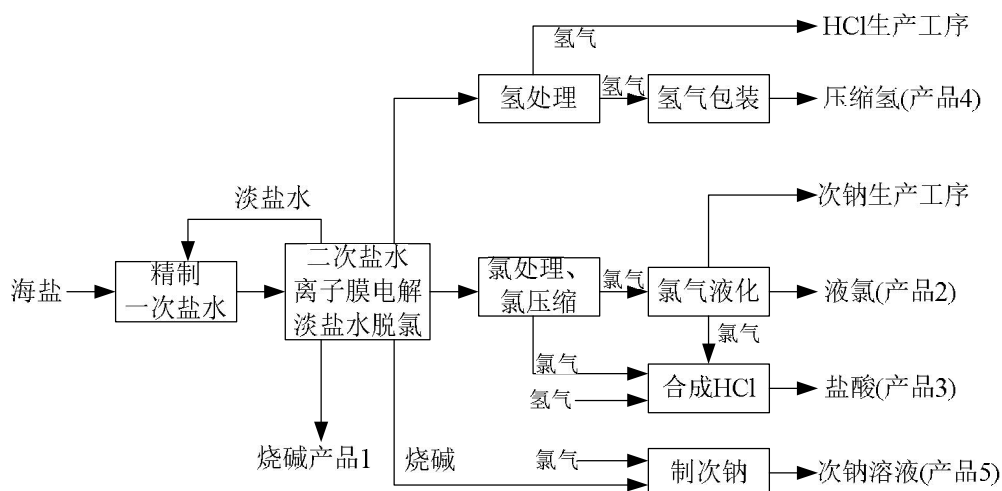 HCl生产工序
氢气
氢处理
氢气
氢气包装
压缩氢(产品4)
淡盐水
次钠生产工序
海盐
精制
一次盐水
二次盐水
离子膜电解
淡盐水脱氯
氯处理、
氯压缩
氯气
氯气液化
液氯(产品2)
氯气
氯气
合成HCl
盐酸(产品3)
氢气
烧碱产品1
烧碱
氯气
制次钠
次钠溶液(产品5)